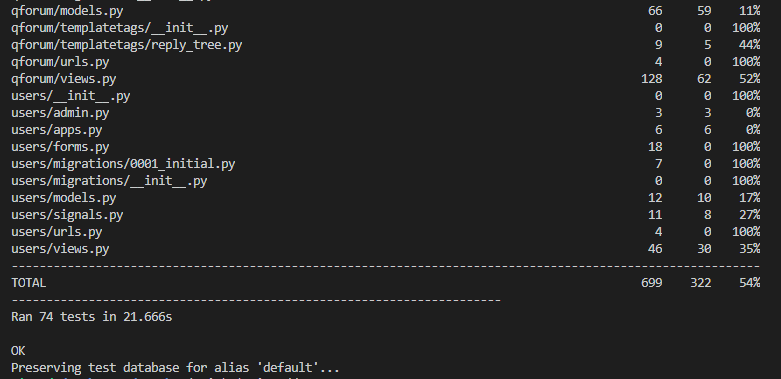 qforum/models.py 66 59 11%
qforum/templatetags/__init__.py 0 0 100%
qforum/templatetags/reply_tree.py 9 5 44%
qforum/urls.py 4 0 100%
qforum/views.py 128 62 52%
users/__init__.py 0 0 100%
users/admin.py 3 3 0%
users/apps.py 6 6 0%
users/forms.py 18 0 100%
users/migrations/0001_initial.py 7 0 100%
users/migrations/__init__.py 0 0 100%
users/models.py 12 10 17%
users/signals.py 11 8 27%
users/urls.py 4 0 100%
users/views.py 46 30 35%
----------------------------------------------------------------------------------------------------------
TOTAL 699 322 54%
----------------------------------------------------------------------
Ran 74 tests in 21.666s
OK
Preserving test database for alias 'default'...